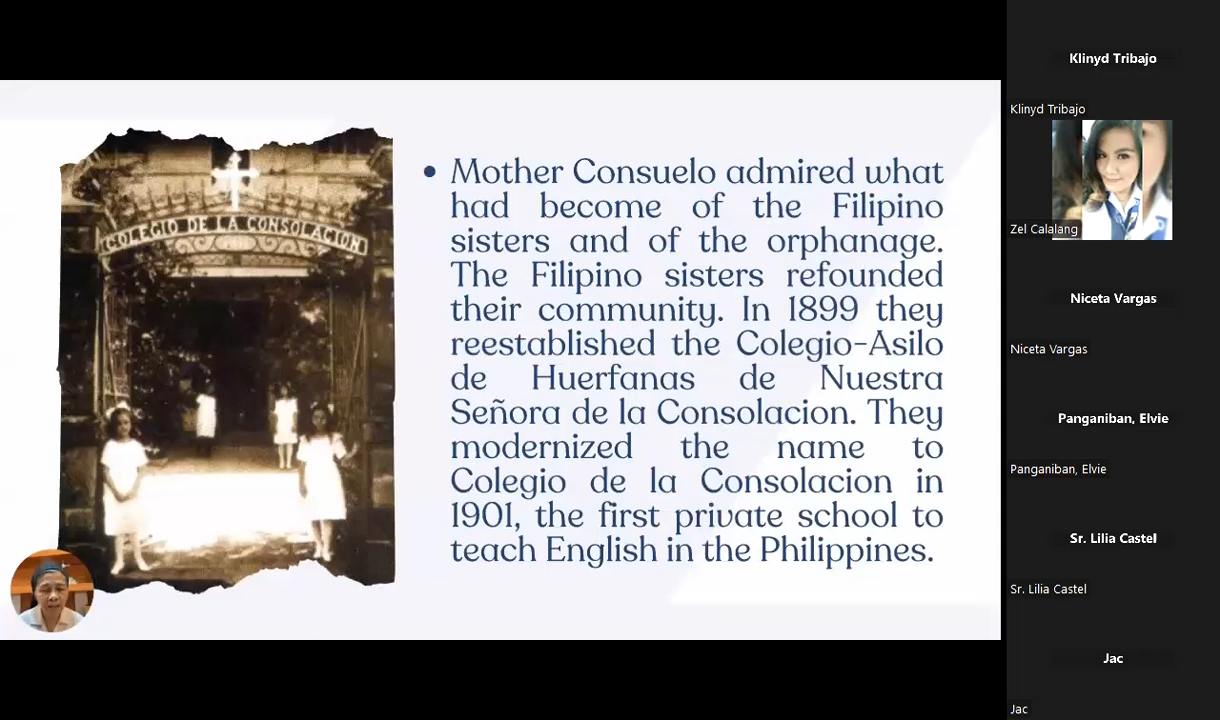 COLEGIO DE LA CONSOLACION
• Mother Consuelo admired what
had become of the Filipino
sisters and of the orphanage.
The Filipino sisters refounded
their community. In 1899 they
reestablished the Colegio-Asilo
de Huerfanas de Nuestra
Señora de la Consolacion. They
modernized the name to
Colegio de la Consolacion in
1901, the first private school to
teach English in the Philippines.
Klinyd Tribajo
Klinyd Tribajo
Zel Calalang
Niceta Vargas
Niceta Vargas
Panganiban, Elvie
Panganiban, Elvie
Sr. Lilia Castel
Sr. Lilia Castel
Jac
Jac